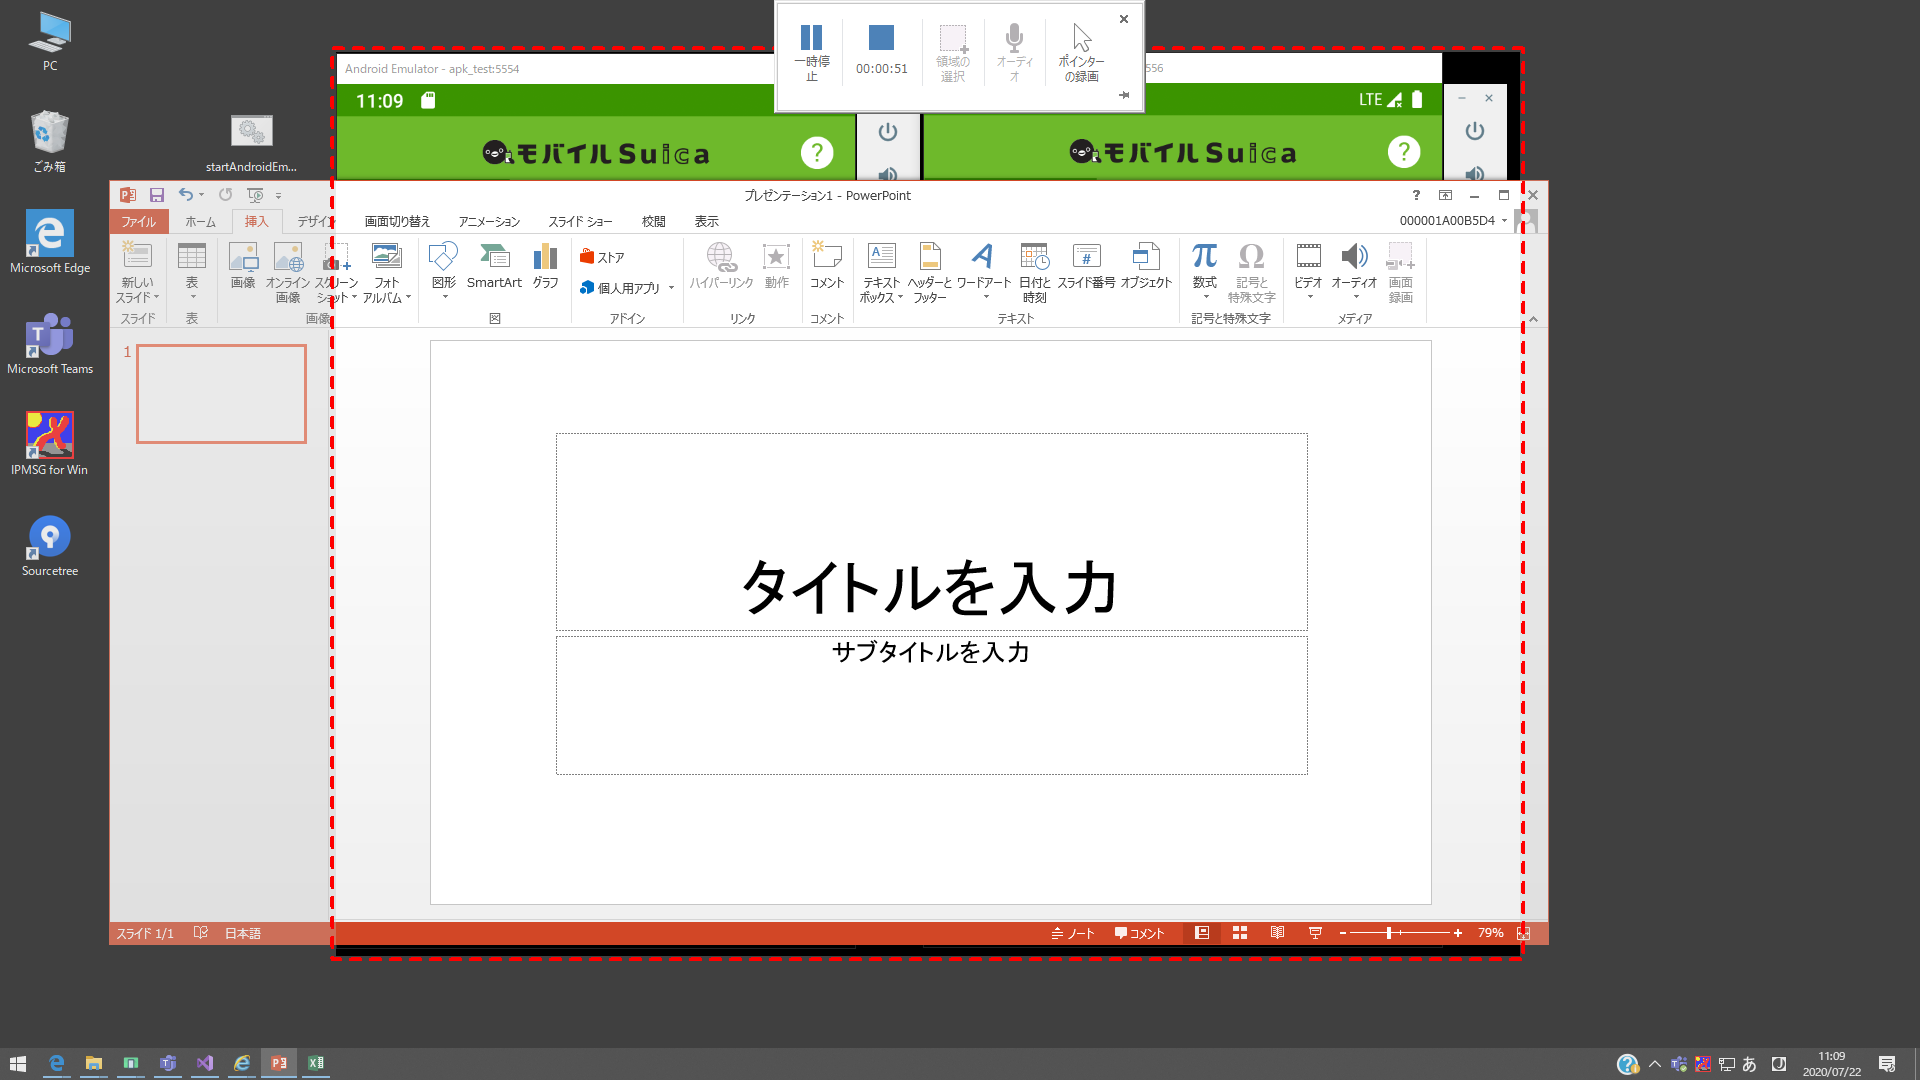 PC
ごみ箱
Microsoft Edge
Microsoft Teams
IPMSG for Win
Sourcetree
startAndroidEm...
一時停止
00:00:51
領域の選択
オーディオ
ポインターの録画
Android Emulator - apk_test:5554
556
11:09
LTE
モバイルSuica
?
モバイルSuica
?
プレゼンテーション1 - PowerPoint
?
ファイル
ホーム
挿入
デザイン
画面切り替え
アニメーション
スライド ショー
校閲
表示
000001A00B5D4
新しいスライド
表
画像
オンライン画像
スクリーンショット
フォトアルバム
図形
SmartArt
グラフ
ストア
個人用アプリ
ハイパーリンク
動作
コメント
テキストボックス
ヘッダーとフッター
ワードアート
日付と時刻
スライド番号
オブジェクト
数式
記号と特殊文字
ビデオ
オーディオ
画面録画
スライド
表
画像
図
アドイン
リンク
コメント
テキスト
記号と特殊文字
メディア
1
タイトルを入力
サブタイトルを入力
スライド 1/1
日本語
ノート
コメント
79%
あ
11:09
2020/07/22